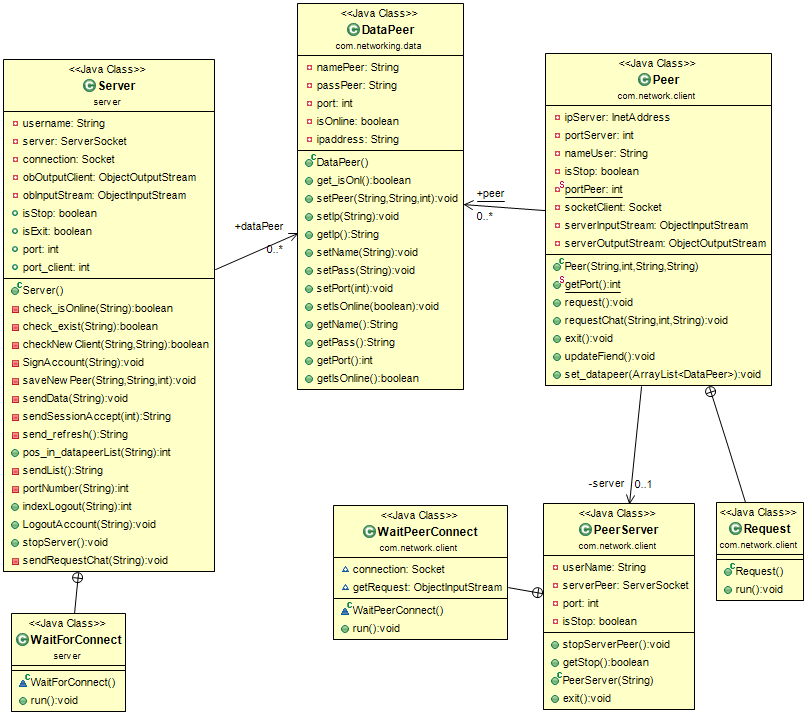 <<Java Class>>
DataPeer
com.networking.data
namePeer: String
passPeer: String
port: int
isOnline: boolean
ipaddress: String
DataPeer()
get_isOnl():boolean
setPeer(String,String,int):void
setIp(String):void
getIp():String
setName(String):void
setPass(String):void
setPort(int):void
setIsOnline(boolean):void
getName():String
getPass():String
getPort():int
getIsOnline():boolean
<<Java Class>>
Server
server
username: String
server: ServerSocket
connection: Socket
obOutputClient: ObjectOutputStream
obInputStream: ObjectInputStream
isStop: boolean
isExit: boolean
port: int
port_client: int
Server()
check_isOnline(String):boolean
check_exist(String):boolean
checkNewClient(String,String):boolean
SignAccount(String):void
saveNewPeer(String,String,int):void
sendData(String):void
sendSessionAccept(int):String
send_refresh():String
pos_in_datapeerList(String):int
sendList():String
portNumber(String):int
indexLogout(String):int
LogoutAccount(String):void
stopServer():void
sendRequestChat(String):void
+dataPeer
0..*
<<Java Class>>
Peer
com.network.client
ipServer: InetAddress
portServer: int
nameUser: String
isStop: boolean
portPeer: int
socketClient: Socket
serverInputStream: ObjectInputStream
serverOutputStream: ObjectOutputStream
Peer(String,int,String,String)
getPort():int
request():void
requestChat(String,int,String):void
exit():void
updateFiend():void
set_datapeer(ArrayList<DataPeer>):void
+peer
0..*
-server
0..1
<<Java Class>>
WaitPeerConnect
com.network.client
connection: Socket
getRequest: ObjectInputStream
WaitPeerConnect()
run():void
<<Java Class>>
PeerServer
com.network.client
userName: String
serverPeer: ServerSocket
port: int
isStop: boolean
stopServerPeer():void
getStop():boolean
PeerServer(String)
exit():void
<<Java Class>>
Request
com.network.client
Request()
run():void
<<Java Class>>
WaitForConnect
server
WaitForConnect()
run():void